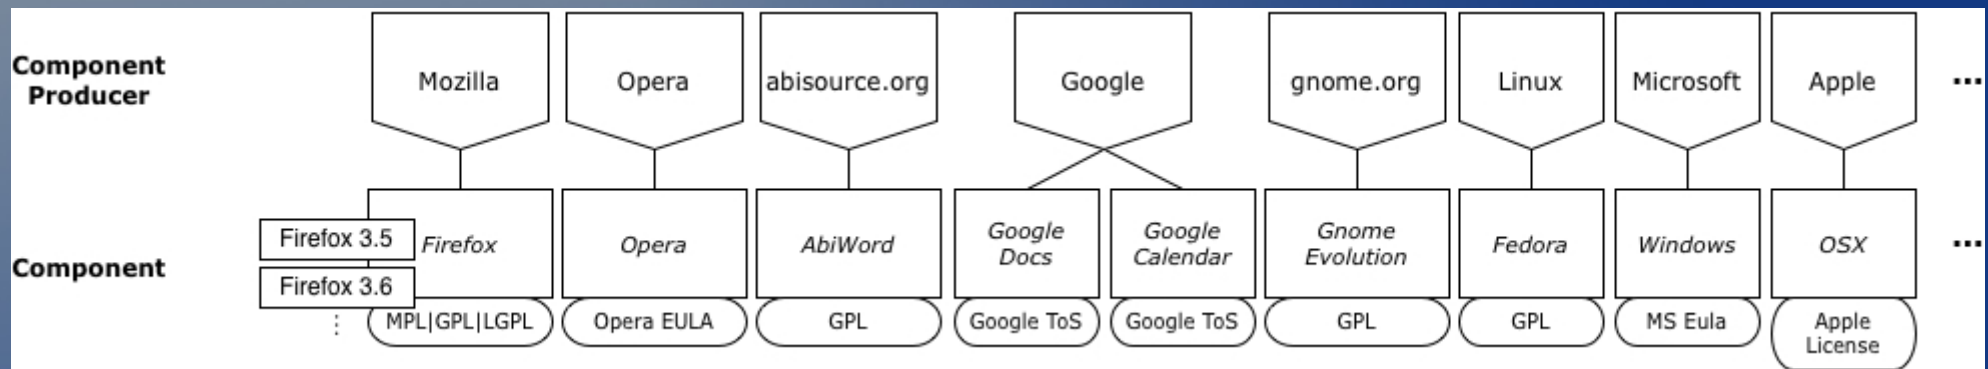 Component
Producer
Mozilla
Opera
abisource.org
Google
gnome.org
Linux
Microsoft
Apple
...
Component
Firefox 3.5
Firefox 3.6
Firefox
Opera
AbiWord
Google
Docs
Google
Calendar
Gnome
Evolution
Fedora
Windows
OSX
...
MPL|GPL|LGPL
Opera EULA
GPL
Google ToS
Google ToS
GPL
GPL
MS Eula
Apple
License